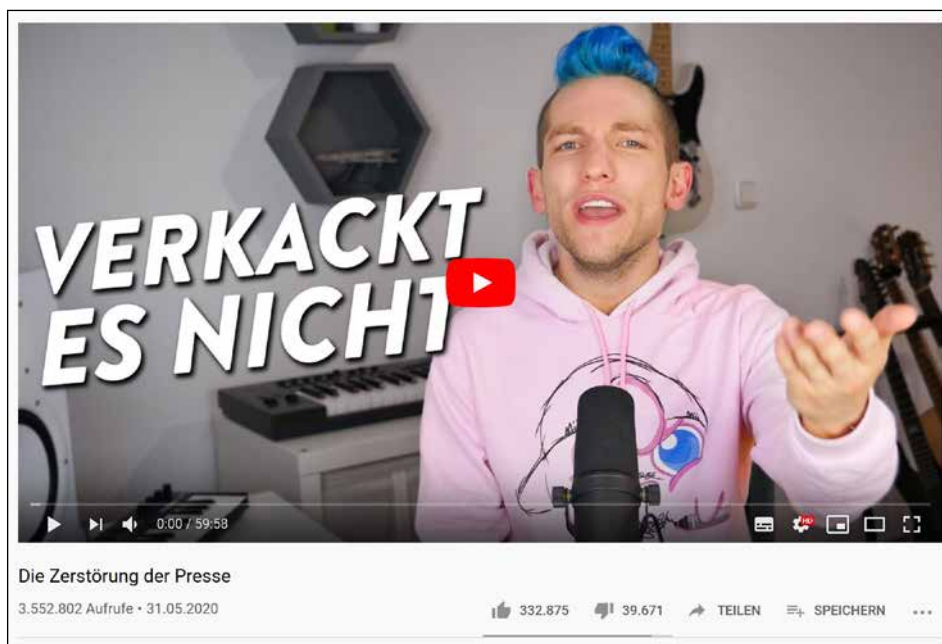 VERKACKT
ES NICHT
0:00 / 59:58
HD
Die Zerstörung der Presse
3.552.802 Aufrufe • 31.05.2020
332.875 39.671 TEILEN SPEICHERN